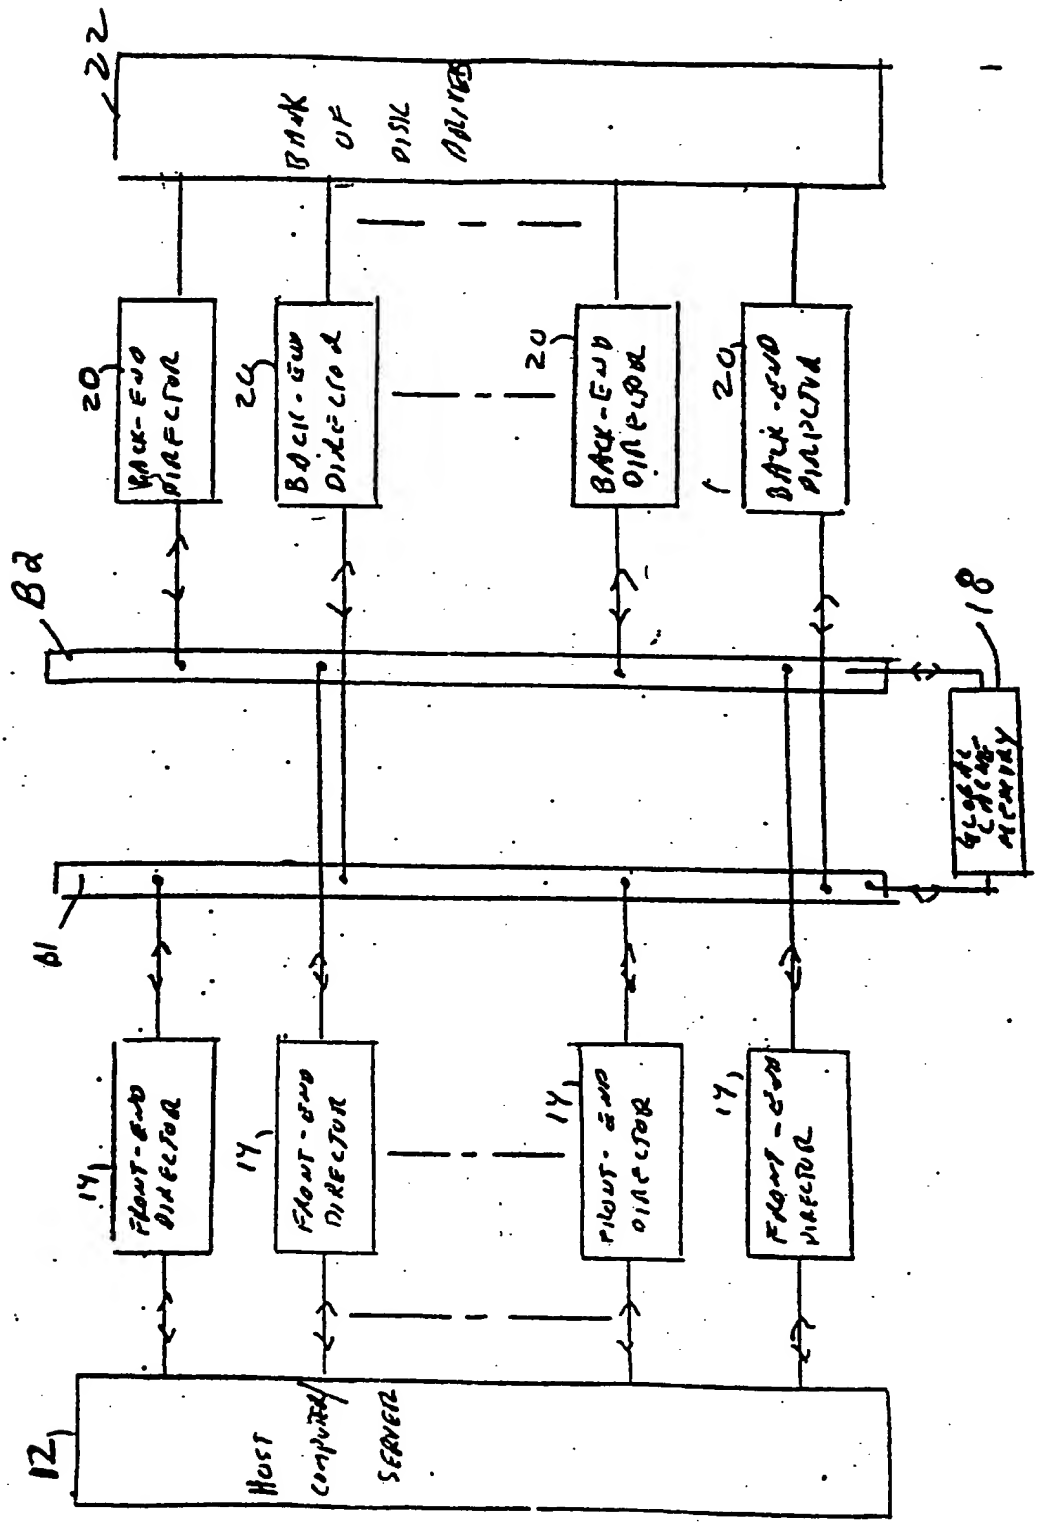 12
HOST
COMPUTER/
SERVER
14
FRONT-END
DIRECTOR
14
FRONT-END
DIRECTOR
14
FRONT-END
DIRECTOR
14
FRONT-END
DIRECTOR
B1
B2
GLOBAL
CACHE
MEMORY
18
20
BACK-END
DIRECTOR
20
BACK-END
DIRECTOR
20
BACK-END
DIRECTOR
20
BACK-END
DIRECTOR
22
BANK
OF
DISK
DRIVES